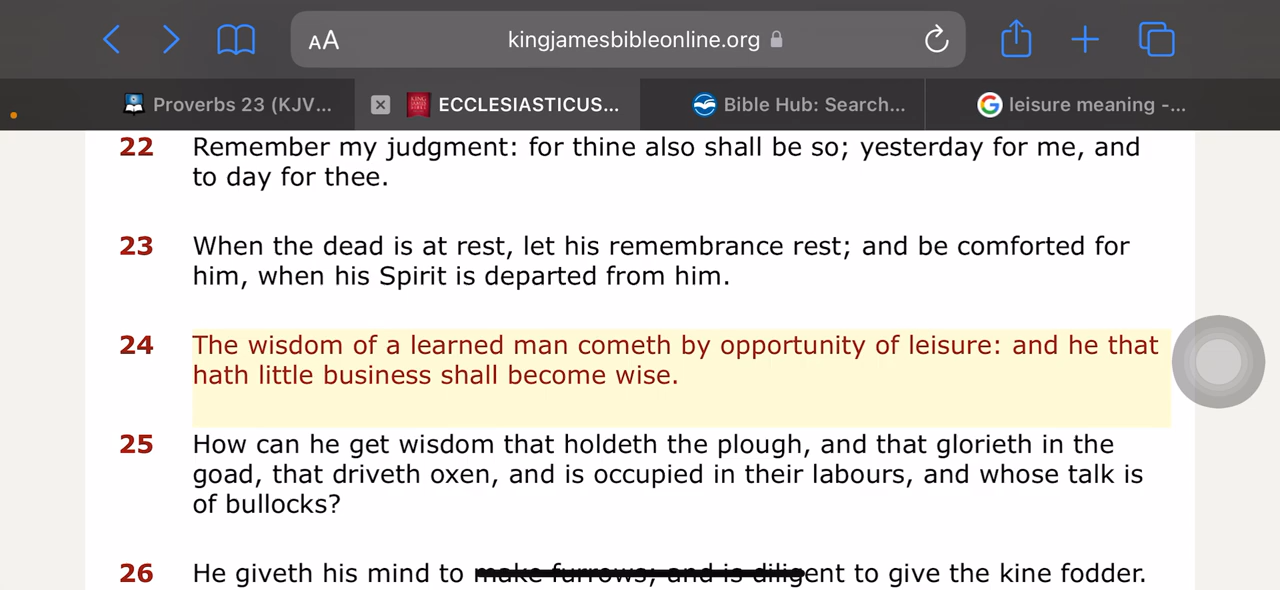 AA kingjamesbibleonline.org
Proverbs 23 (KJV... ECCLESIASTICUS... Bible Hub: Search... leisure meaning -...
22 Remember my judgment: for thine also shall be so; yesterday for me, and
to day for thee.
23 When the dead is at rest, let his remembrance rest; and be comforted for
him, when his Spirit is departed from him.
24 The wisdom of a learned man cometh by opportunity of leisure: and he that
hath little business shall become wise.
25 How can he get wisdom that holdeth the plough, and that glorieth in the
goad, that driveth oxen, and is occupied in their labours, and whose talk is
of bullocks?
26 He giveth his mind to make furrows; and is diligent to give the kine fodder.